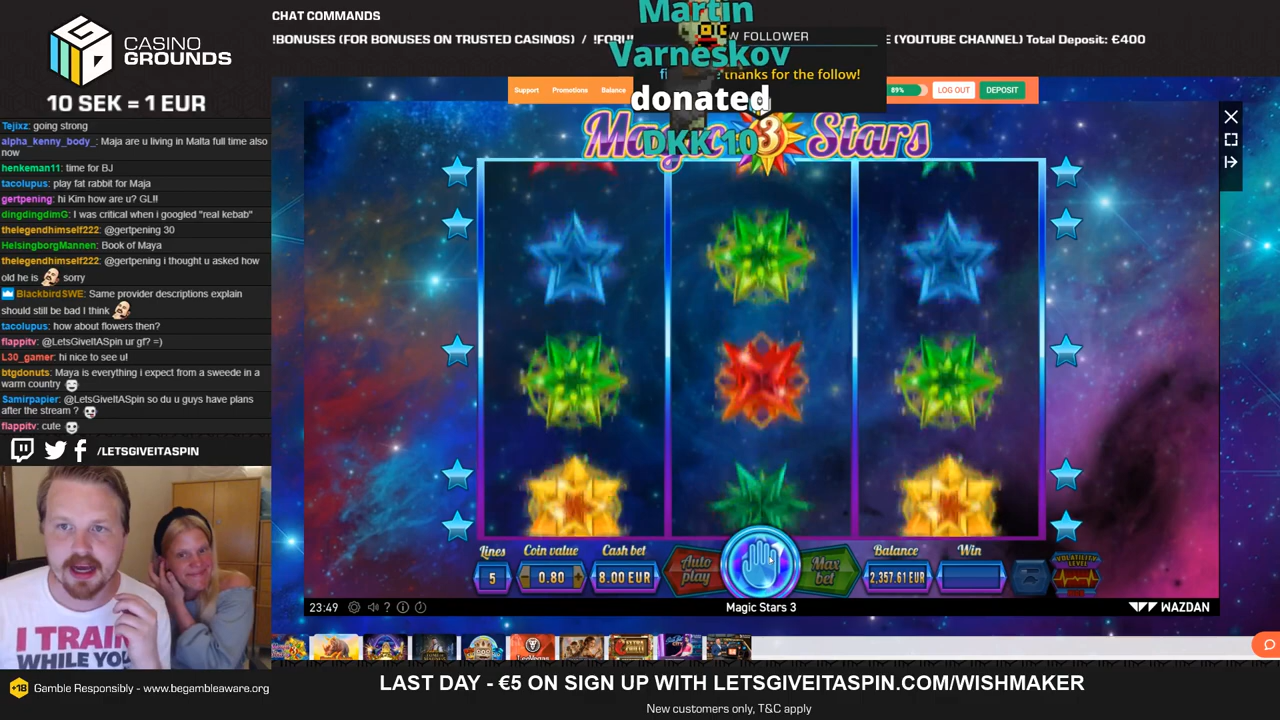 CHAT COMMANDS
!BONUSES (FOR BONUSES ON TRUSTED CASINOS) / !FORU
E (YOUTUBE CHANNEL) Total Deposit: €400
Martin
Varneskov
donated
DKK10
W FOLLOWER
thanks for the follow!
CASINO
GROUNDS
10 SEK = 1 EUR
Tejixz: going strong
alpha_kenny_body_: Maja are u living in Malta full time also
now
henkeman11: time for BJ
tacolupus: play fat rabbit for Maja
gertpening: hi Kim how are u? GL!!
dingdingdimG: I was critical when i googled "real kebab"
thelegendhimself222: @gertpening 30
HelsingborgMannen: Book of Maya
thelegendhimself222: @gertpening i thought u asked how
old he is sorry
BlackbirdSWE: Same provider descriptions explain
should still be bad I think
tacolupus: how about flowers then?
flappitv: @LetsGiveItASpin ur gf? =)
L30_gamer: hi nice to see u!
btgdonuts: Maya is everything i expect from a sweede in a
warm country
Samirpapier: @LetsGiveItASpin so du u guys have plans
after the stream ?
flappitv: cute
/LETSGIVEITASPIN
I TRAIN
WHILE YOU
Support Promotions Balance
89% LOG OUT DEPOSIT
Magic 3 Stars
Lines Coin value Cash bet Balance Win
5 0.80 8.00 EUR Auto play Max bet 2,357.61 EUR
VOLATILITY LEVEL
23:49 Magic Stars 3 WAZDAN
+18 Gamble Responsibly - www.begambleaware.org
LAST DAY - €5 ON SIGN UP WITH LETSGIVEITASPIN.COM/WISHMAKER
New customers only, T&C apply